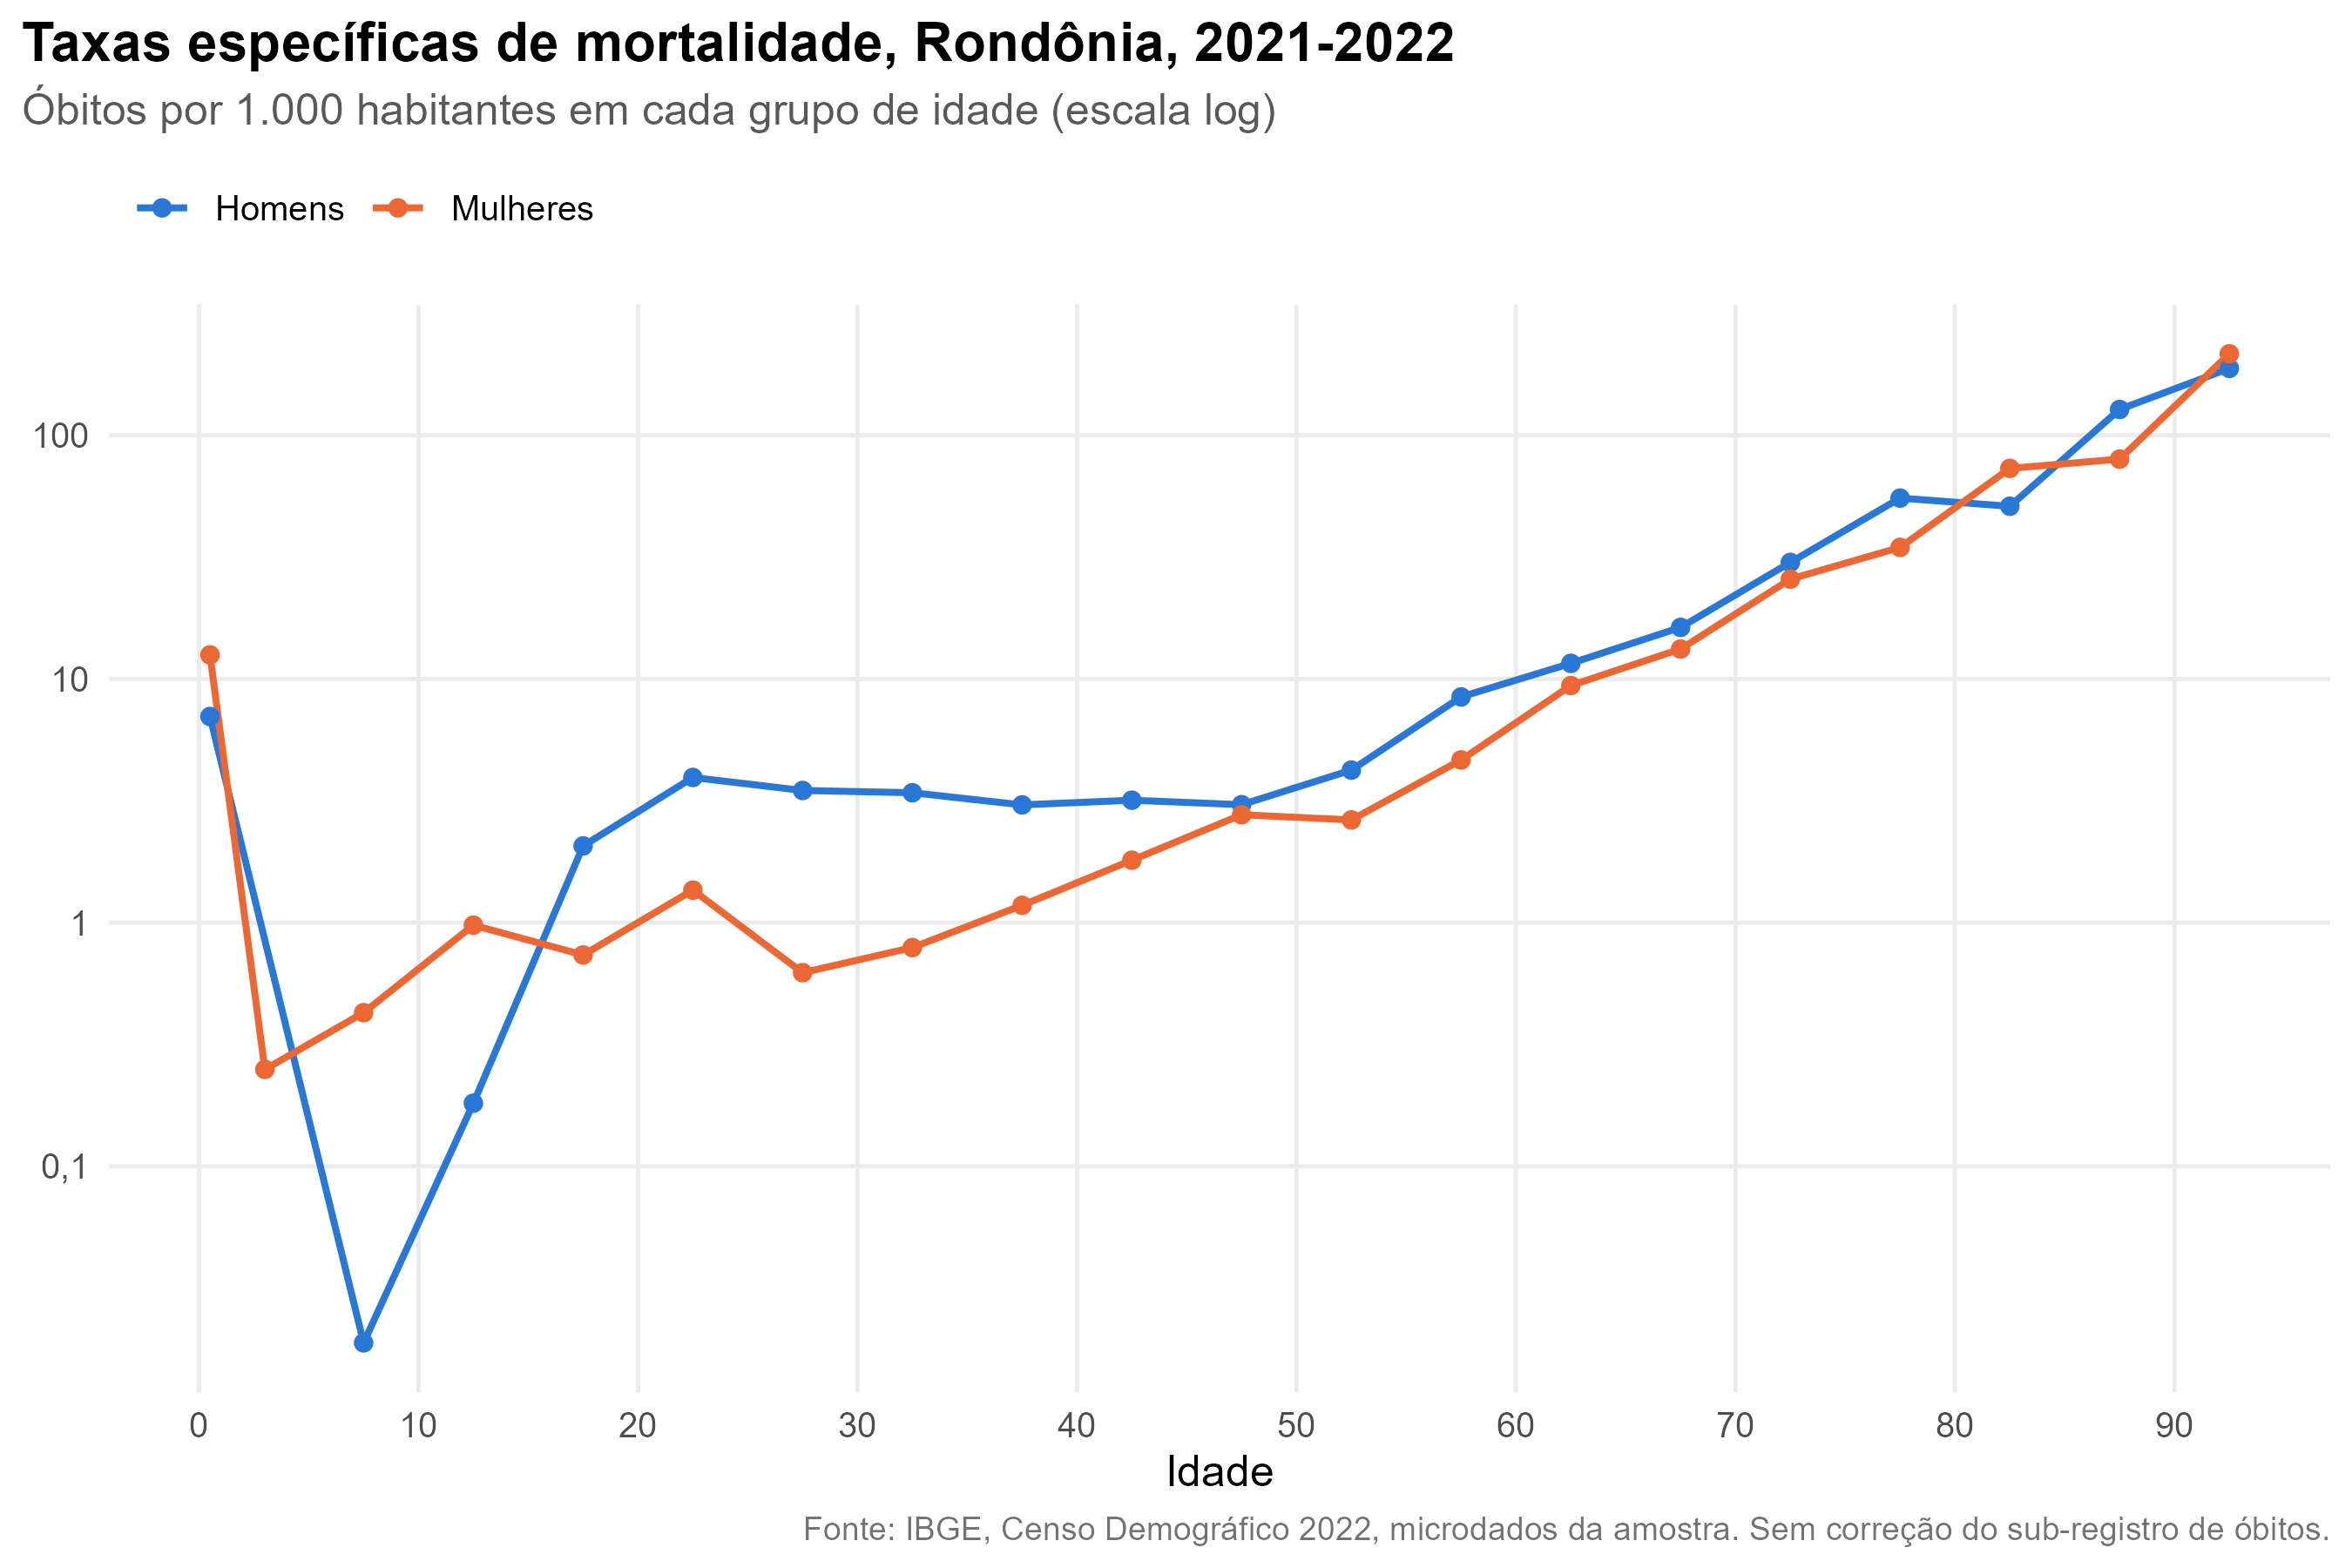 Taxas específicas de mortalidade, Rondônia, 2021-2022
Óbitos por 1.000 habitantes em cada grupo de idade (escala log)
Homens Mulheres
100
10
1
0,1
0 10 20 30 40 50 60 70 80 90
Idade
Fonte: IBGE, Censo Demográfico 2022, microdados da amostra. Sem correção do sub-registro de óbitos.